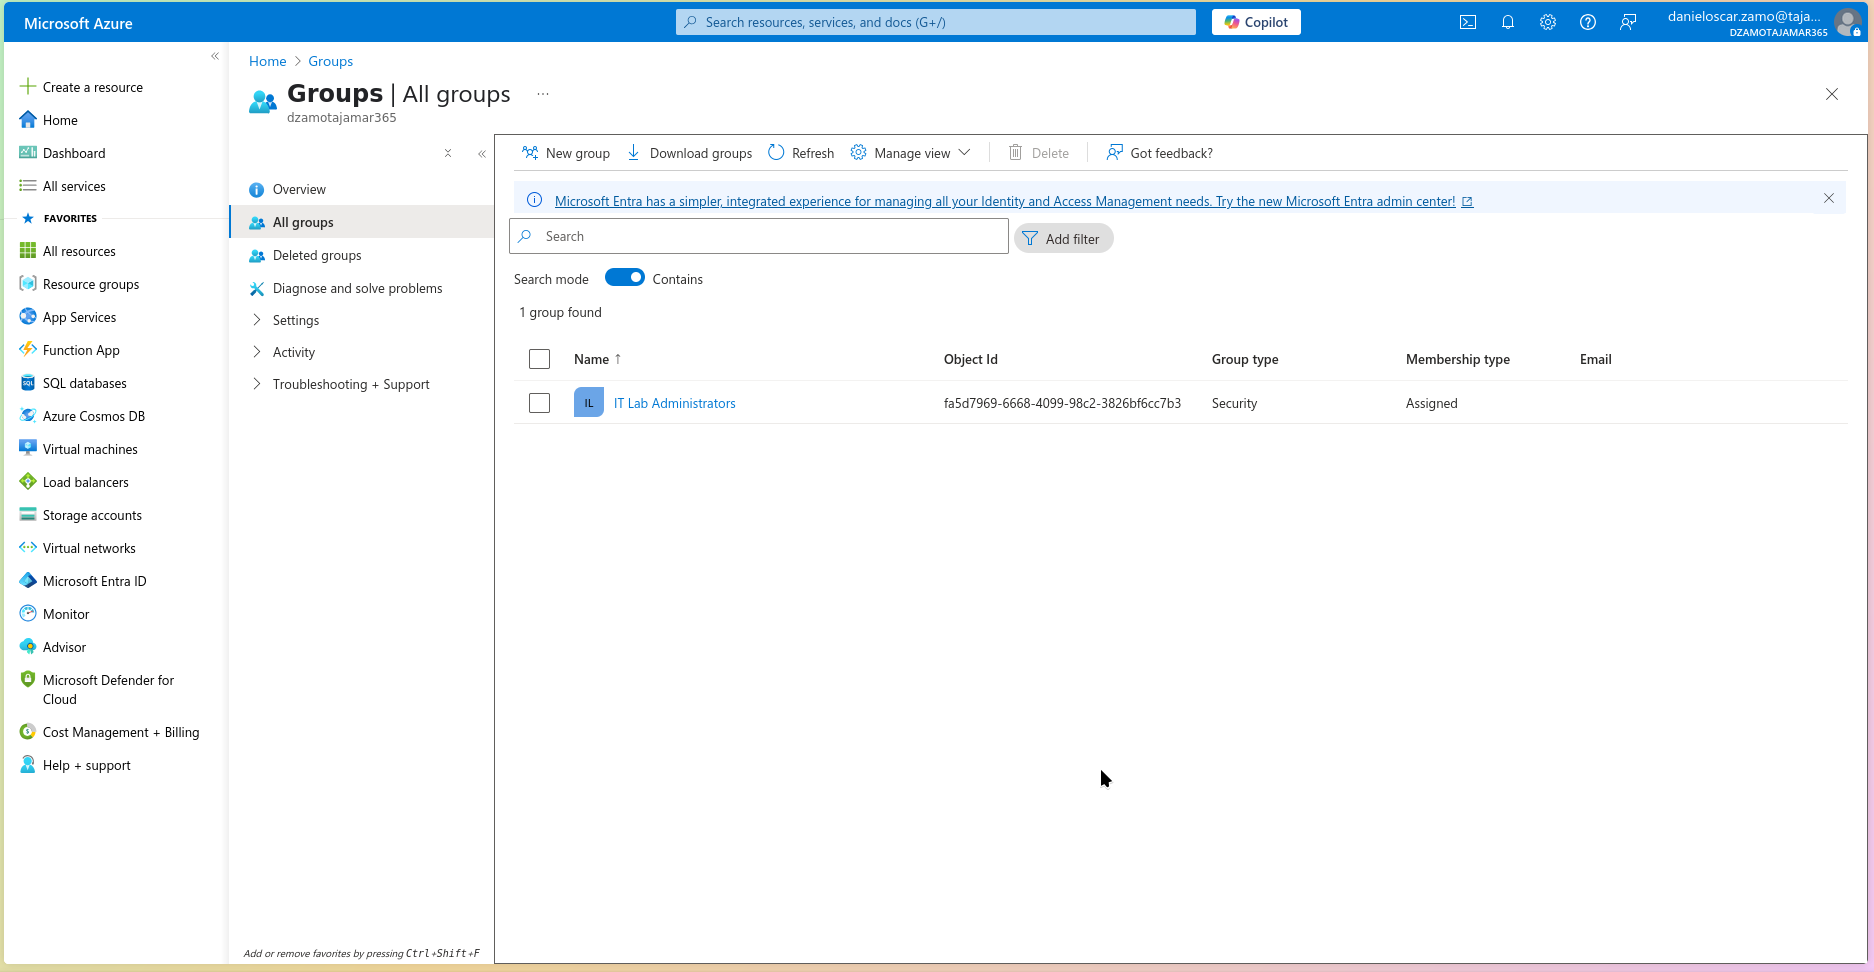 Microsoft Azure
Search resources, services, and docs (G+/)
Copilot
danieloscar.zamo@taja...
DZAMOTAJAMAR365
Create a resource
Home
Dashboard
All services
FAVORITES
All resources
Resource groups
App Services
Function App
SQL databases
Azure Cosmos DB
Virtual machines
Load balancers
Storage accounts
Virtual networks
Microsoft Entra ID
Monitor
Advisor
Microsoft Defender for
Cloud
Cost Management + Billing
Help + support
Home > Groups
Groups | All groups ...
dzamotajamar365
Overview
All groups
Deleted groups
Diagnose and solve problems
Settings
Activity
Troubleshooting + Support
Add or remove favorites by pressing Ctrl+Shift+F
New group Download groups Refresh Manage view Delete Got feedback?
Microsoft Entra has a simpler, integrated experience for managing all your Identity and Access Management needs. Try the new Microsoft Entra admin center!
Search Add filter
Search mode Contains
1 group found
Name ↑ Object Id Group type Membership type Email
IL IT Lab Administrators fa5d7969-6668-4099-98c2-3826bf6cc7b3 Security Assigned